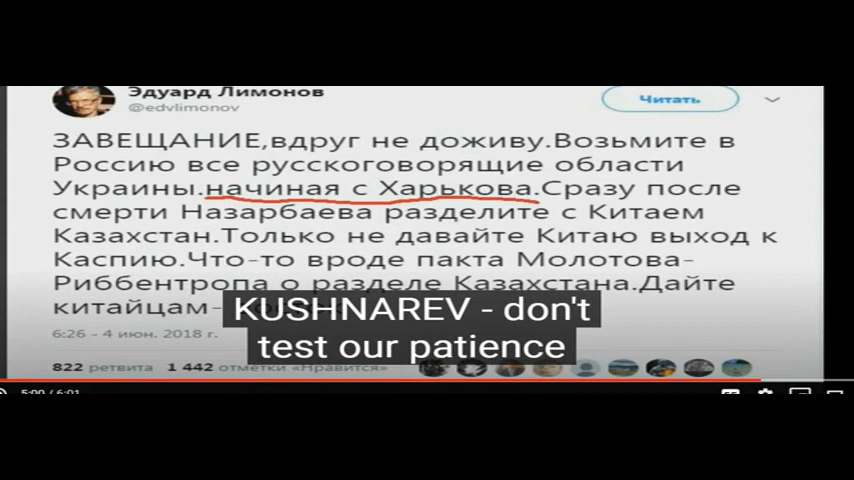 Эдуард Лимонов
@edvlimonov
Читать
ЗАВЕЩАНИЕ,вдруг не доживу.Возьмите в
Россию все русскоговорящие области
Украины.начиная с Харькова.Сразу после
смерти Назарбаева разделите с Китаем
Казахстан.Только не давайте Китаю выход к
Каспию.Что-то вроде пакта Молотова-
Риббентропа о разделе Казахстана.Дайте
китайцам-
KUSHNAREV - don't
test our patience
6:26 - 4 июн. 2018 г.
822 ретвита 1 442 отметки «Нравится»
5:00 / 6:01